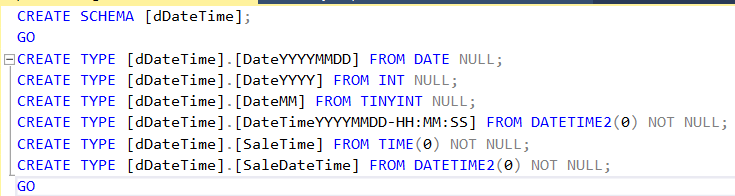 CREATE SCHEMA [dDateTime];
GO
CREATE TYPE [dDateTime].[DateYYYYMMDD] FROM DATE NULL;
CREATE TYPE [dDateTime].[DateYYYY] FROM INT NULL;
CREATE TYPE [dDateTime].[DateMM] FROM TINYINT NULL;
CREATE TYPE [dDateTime].[DateTimeYYYYMMDD-HH:MM:SS] FROM DATETIME2(0) NOT NULL;
CREATE TYPE [dDateTime].[SaleTime] FROM TIME(0) NOT NULL;
CREATE TYPE [dDateTime].[SaleDateTime] FROM DATETIME2(0) NOT NULL;
GO